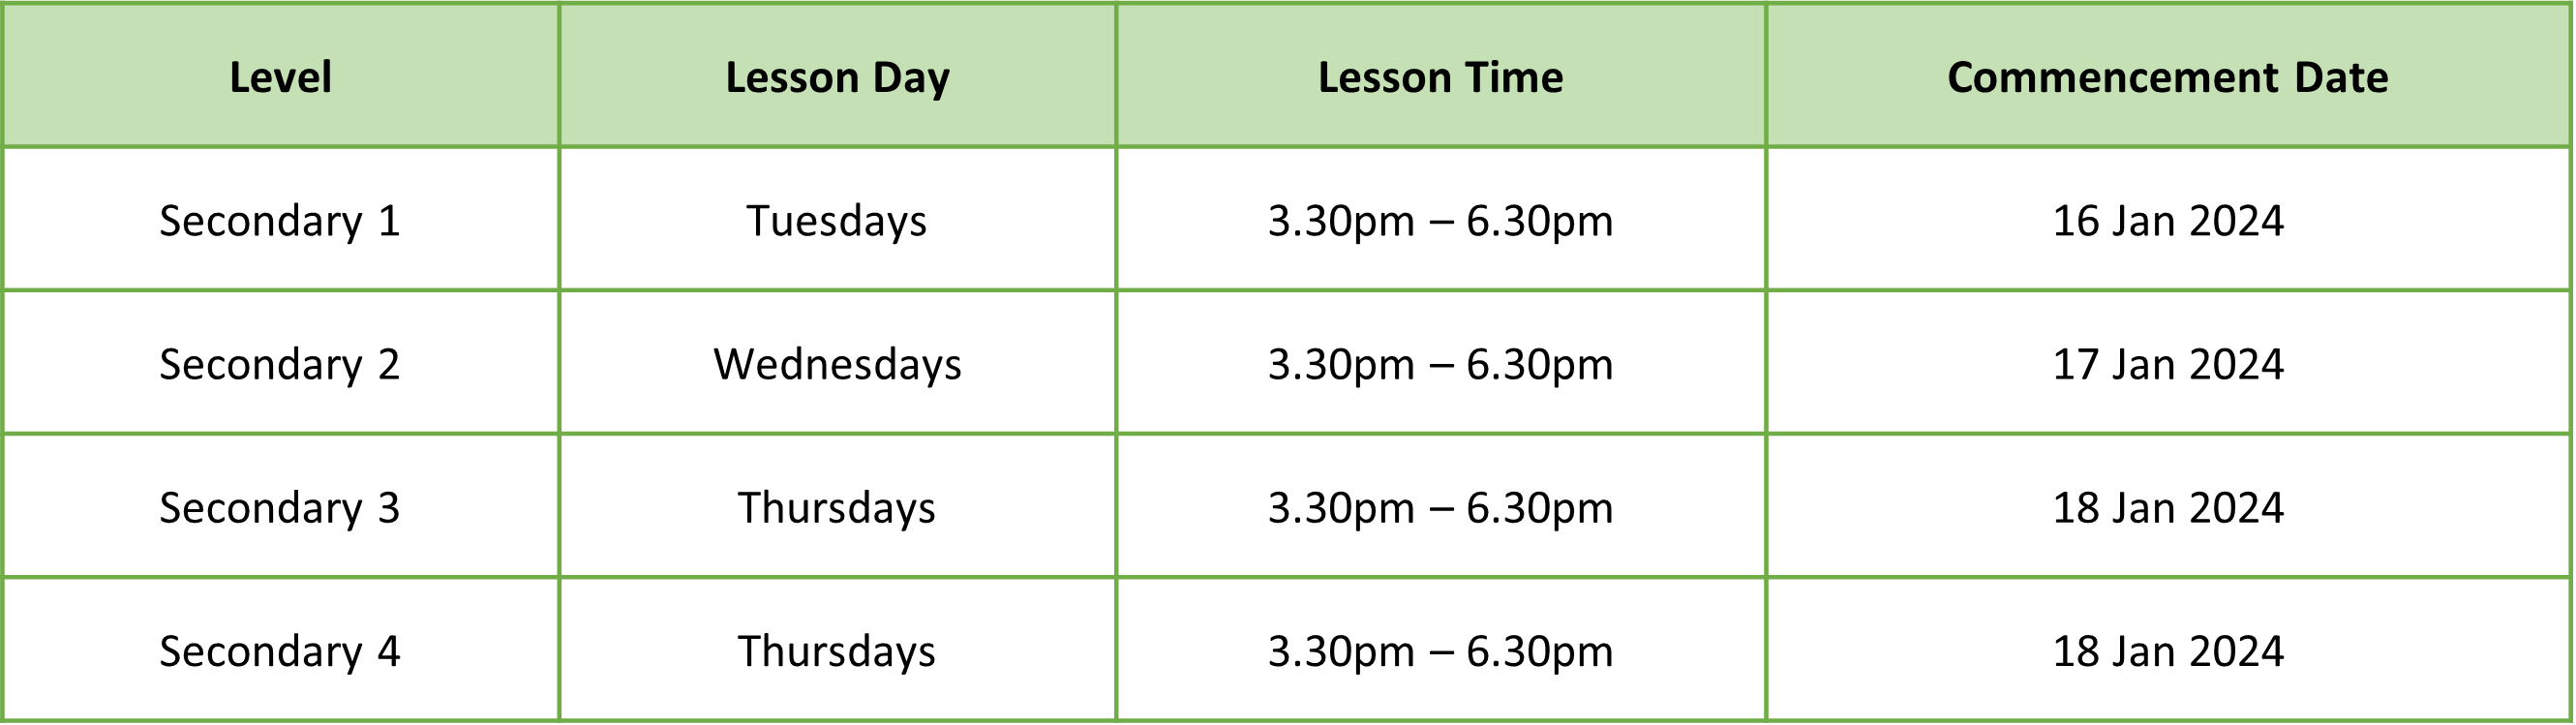 Level Lesson Day Lesson Time Commencement Date
Secondary 1 Tuesdays 3.30pm – 6.30pm 16 Jan 2024
Secondary 2 Wednesdays 3.30pm – 6.30pm 17 Jan 2024
Secondary 3 Thursdays 3.30pm – 6.30pm 18 Jan 2024
Secondary 4 Thursdays 3.30pm – 6.30pm 18 Jan 2024